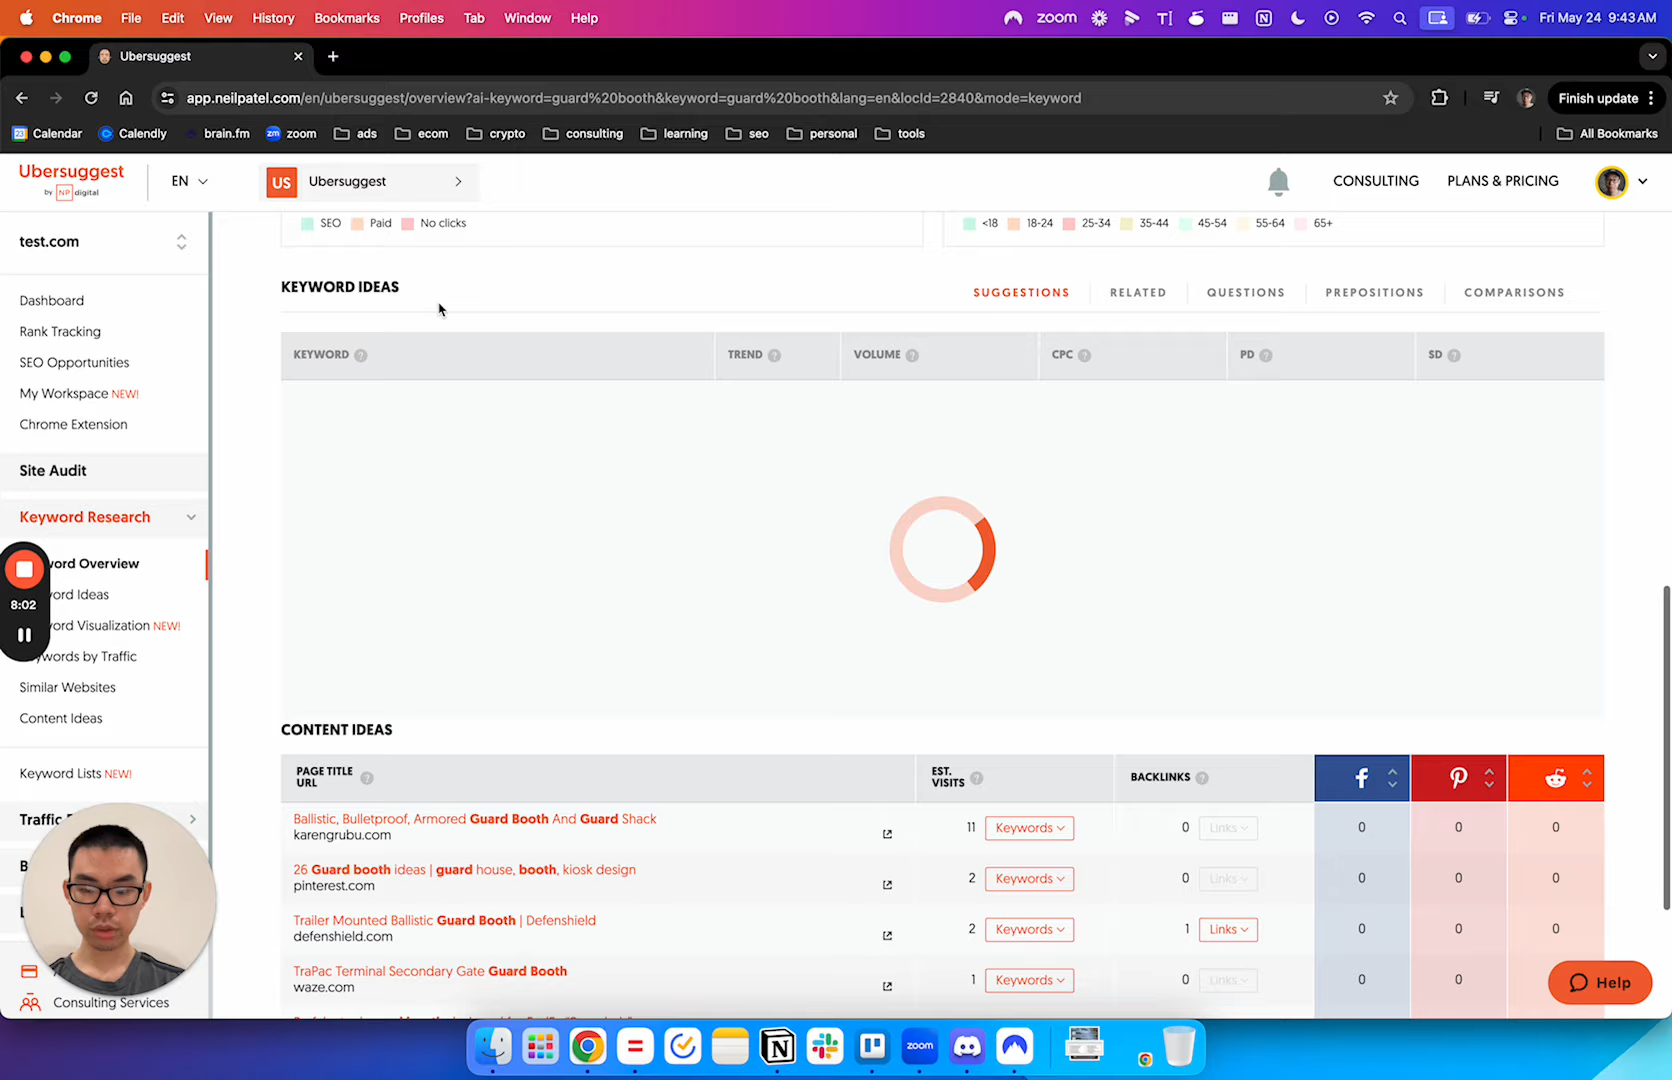 Chrome File Edit View History Bookmarks Profiles Tab Window Help zoom Fri May 24 9:43 AM
Ubersuggest
app.neilpatel.com/en/ubersuggest/overview?ai-keyword=guard%20booth&keyword=guard%20booth&lang=en&locId=2840&mode=keyword Finish update
Calendar Calendly brain.fm zoom ads ecom crypto consulting learning seo personal tools All Bookmarks
Ubersuggest
by NP digital
EN
US Ubersuggest
CONSULTING PLANS & PRICING
test.com
Dashboard
Rank Tracking
SEO Opportunities
My Workspace NEW!
Chrome Extension
Site Audit
Keyword Research
word Overview
word Ideas
word Visualization NEW!
words by Traffic
Similar Websites
Content Ideas
Keyword Lists NEW!
Traffic
Consulting Services
8:02
SEO Paid No clicks
<18 18-24 25-34 35-44 45-54 55-64 65+
KEYWORD IDEAS
SUGGESTIONS RELATED QUESTIONS PREPOSITIONS COMPARISONS
KEYWORD TREND VOLUME CPC PD SD
CONTENT IDEAS
PAGE TITLE
URL
EST.
VISITS
BACKLINKS
Ballistic, Bulletproof, Armored Guard Booth And Guard Shack
karengrubu.com
11 Keywords 0 Links 0 0 0
26 Guard booth ideas | guard house, booth, kiosk design
pinterest.com
2 Keywords 0 Links 0 0 0
Trailer Mounted Ballistic Guard Booth | Defenshield
defenshield.com
2 Keywords 1 Links 0 0 0
TraPac Terminal Secondary Gate Guard Booth
waze.com
1 Keywords 0 Links 0 0 0
Help
zoom